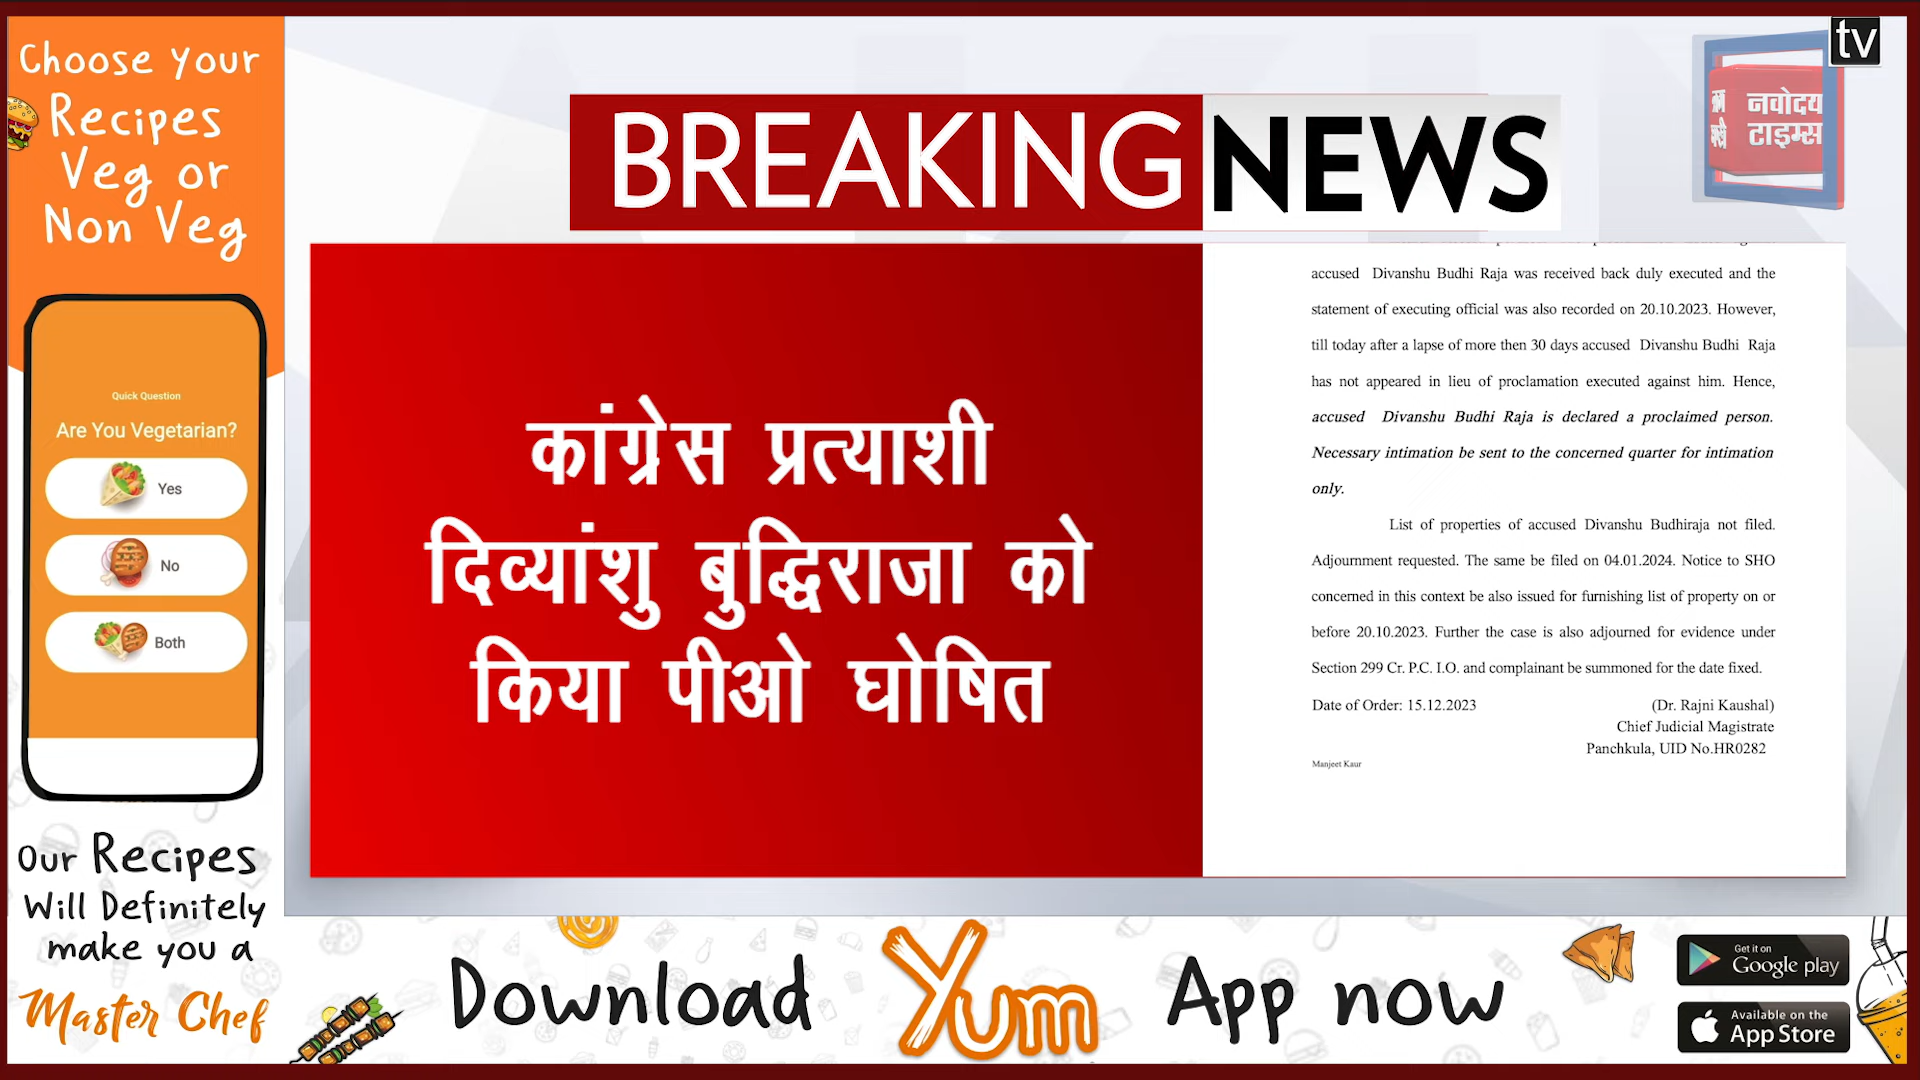 Choose Your
Recipes
Veg or
Non Veg
Quick Question
Are You Vegetarian?
Yes
No
Both
Our Recipes
Will Definitely
make you a
Master Chef
BREAKING NEWS
tv
नवोदय
टाइम्स
कांग्रेस प्रत्याशी
दिव्यांशु बुद्धिराजा को
किया पीओ घोषित
accused Divanshu Budhi Raja was received back duly executed and the
statement of executing official was also recorded on 20.10.2023. However,
till today after a lapse of more then 30 days accused Divanshu Budhi Raja
has not appeared in lieu of proclamation executed against him. Hence,
accused Divanshu Budhi Raja is declared a proclaimed person.
Necessary intimation be sent to the concerned quarter for intimation
only.
List of properties of accused Divanshu Budhiraja not filed.
Adjournment requested. The same be filed on 04.01.2024. Notice to SHO
concerned in this context be also issued for furnishing list of property on or
before 20.10.2023. Further the case is also adjourned for evidence under
Section 299 Cr. P.C. I.O. and complainant be summoned for the date fixed.
Date of Order: 15.12.2023 (Dr. Rajni Kaushal)
Chief Judicial Magistrate
Panchkula, UID No.HR0282
Manjeet Kaur
Download Yum App now
Get it on
Google play
Available on the
App Store